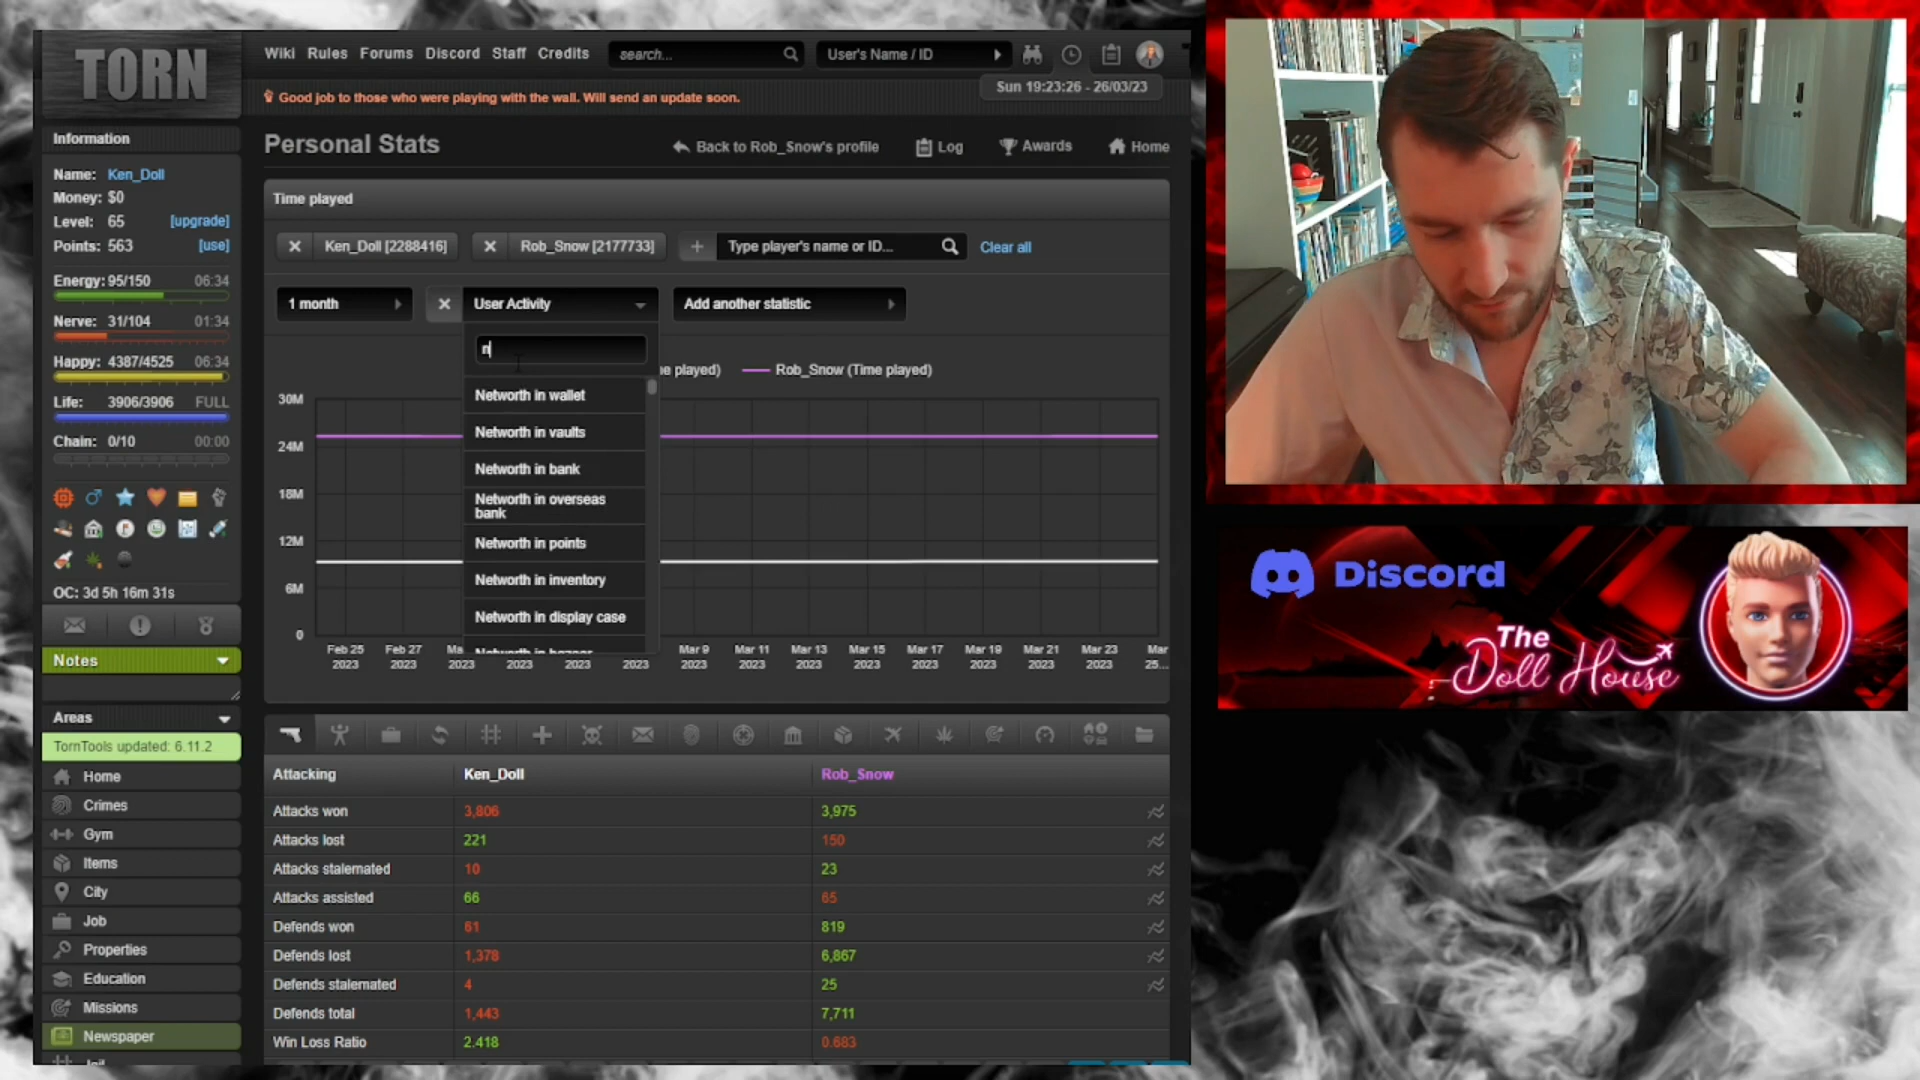 TORN
Wiki Rules Forums Discord Staff Credits
search...
User's Name / ID
Good job to those who were playing with the wall. Will send an update soon.
Sun 19:23:26 - 26/03/23
Information
Name: Ken_Doll
Money: $0
Level: 65 [upgrade]
Points: 563 [use]
Energy: 95/150 06:34
Nerve: 31/104 01:34
Happy: 4387/4525 06:34
Life: 3906/3906 FULL
Chain: 0/10 00:00
OC: 3d 5h 16m 31s
Notes
Areas
TornTools updated: 6.11.2
Home
Crimes
Gym
Items
City
Job
Properties
Education
Missions
Newspaper
Personal Stats
Back to Rob_Snow's profile Log Awards Home
Time played
Ken_Doll [2288416] Rob_Snow [2177733] + Type player's name or ID... Clear all
1 month User Activity Add another statistic
n
Networth in wallet
Networth in vaults
Networth in bank
Networth in overseas
bank
Networth in points
Networth in inventory
Networth in display case
Networth in bazaar
played) Rob_Snow (Time played)
30M
24M
18M
12M
6M
0
Feb 25 Feb 27 Ma Mar 9 Mar 11 Mar 13 Mar 15 Mar 17 Mar 19 Mar 21 Mar 23 Mar
2023 2023 2023 2023 2023 2023 2023 2023 2023 2023 2023 2023 2023 2023 25...
Attacking Ken_Doll Rob_Snow
Attacks won 3,806 3,975
Attacks lost 221 150
Attacks stalemated 10 23
Attacks assisted 66 65
Defends won 61 819
Defends lost 1,378 6,867
Defends stalemated 4 25
Defends total 1,443 7,711
Win Loss Ratio 2.418 0.683
Discord
The
Doll House